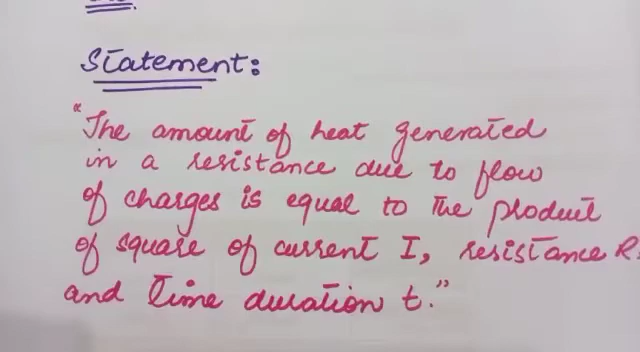 Statement:
"The amount of heat generated
in a resistance due to flow
of charges is equal to the product
of square of current I, resistance R.
and time duration t."